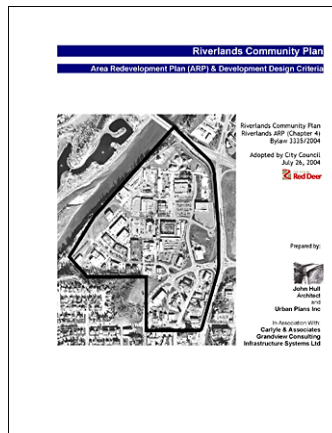 Riverlands Community Plan
Area Redevelopment Plan (ARP) & Development Design Criteria
Riverlands Community Plan
Riverlands ARP (Chapter 4)
Bylaw 3335/2004
Adopted by City Council
July 26, 2004
Red Deer
Prepared by:
John Hull
Architect
and
Urban Plans Inc
In Association With:
Carlyle & Associates
Grandview Consulting
Infrastructure Systems Ltd